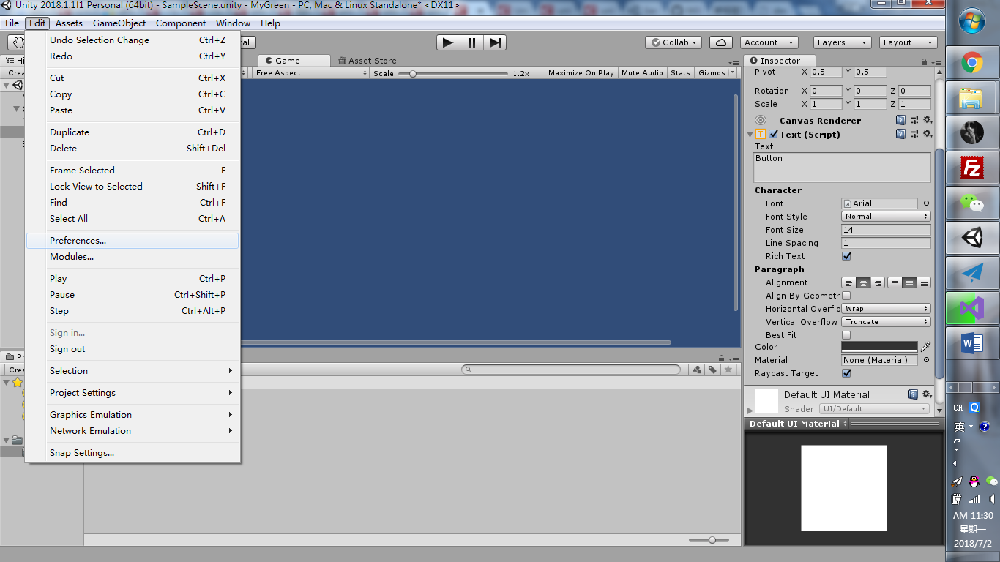 Unity 2018.1.1f1 Personal (64bit) - SampleScene.unity - MyGreen - PC, Mac & Linux Standalone* <DX11>
File Edit Assets GameObject Component Window Help
Collab Account Layers Layout
Game Asset Store
Free Aspect Scale 1.2x Maximize On Play Mute Audio Stats Gizmos
Undo Selection Change Ctrl+Z
Redo Ctrl+Y
Cut Ctrl+X
Copy Ctrl+C
Paste Ctrl+V
Duplicate Ctrl+D
Delete Shift+Del
Frame Selected F
Lock View to Selected Shift+F
Find Ctrl+F
Select All Ctrl+A
Preferences...
Modules...
Play Ctrl+P
Pause Ctrl+Shift+P
Step Ctrl+Alt+P
Sign in...
Sign out
Selection
Project Settings
Graphics Emulation
Network Emulation
Snap Settings...
Inspector
Pivot X 0.5 Y 0.5
Rotation X 0 Y 0 Z 0
Scale X 1 Y 1 Z 1
Canvas Renderer
Text (Script)
Text
Button
Character
Font Arial
Font Style Normal
Font Size 14
Line Spacing 1
Rich Text
Paragraph
Alignment
Align By Geometr
Horizontal Overflo Wrap
Vertical Overflow Truncate
Best Fit
Color
Material None (Material)
Raycast Target
Default UI Material
Shader UI/Default
Default UI Material
CH
英
AM 11:30
星期一
2018/7/2